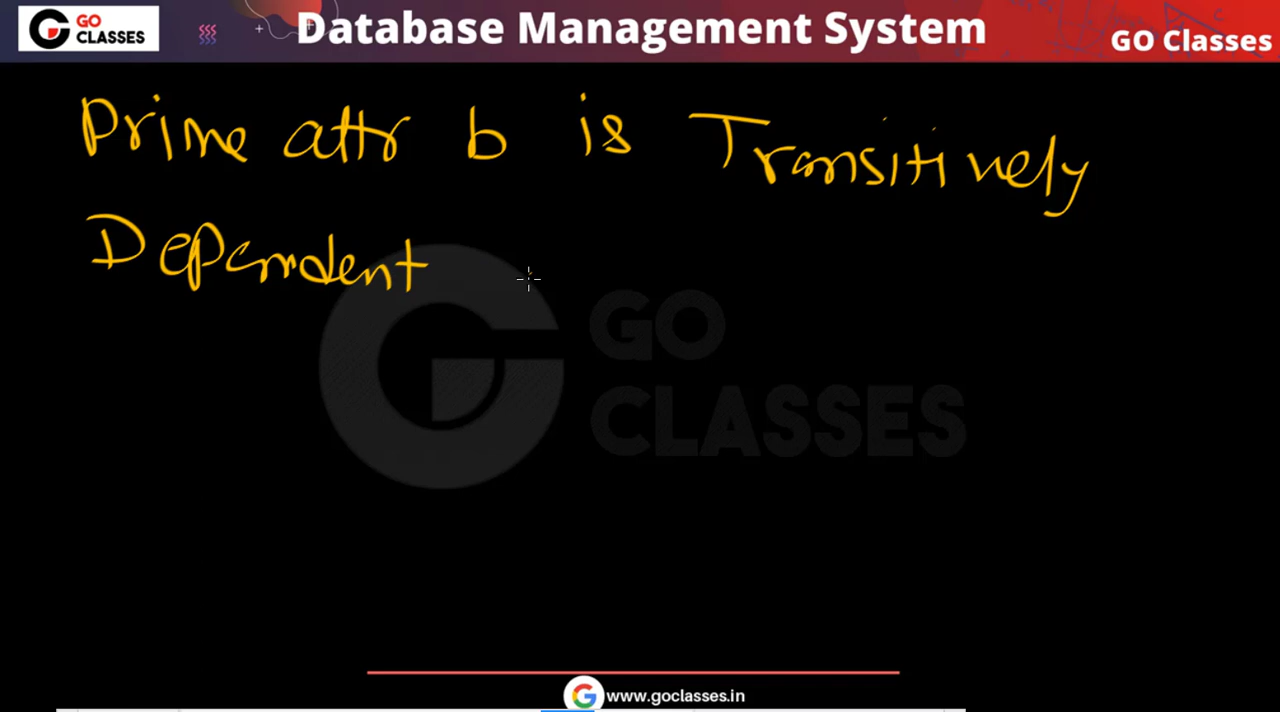 GO
CLASSES
Database Management System
GO Classes
Prime attr b is Transitively
Dependent
GO
CLASSES
www.goclasses.in